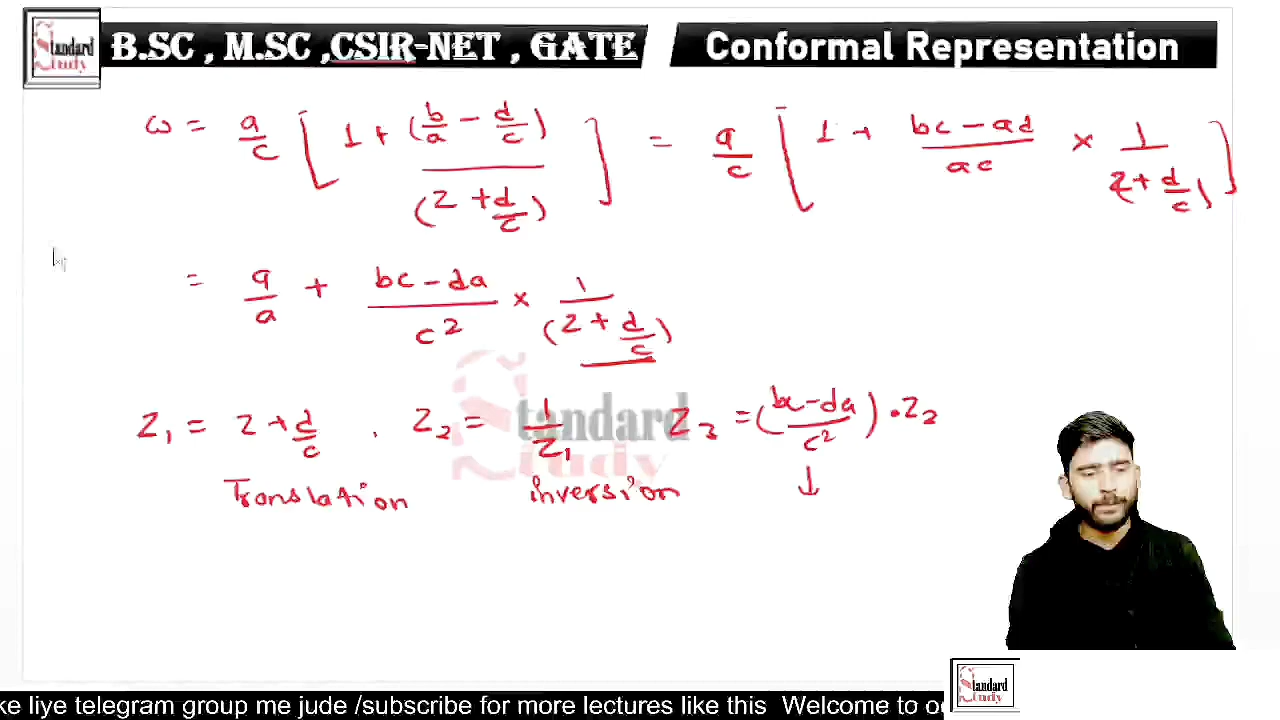 Standard Study B.SC , M.SC ,CSIR-NET , GATE Conformal Representation
ω = a/c [ 1 + (b/a − d/c) / (z + d/c) ] = a/c [ 1 + (bc − ad)/ac × 1/(z + d/c) ]
= a/a + (bc − da)/c² × 1/(z + d/c)
Z₁ = Z + d/c , Z₂ = 1/Z₁ Z₃ = ((bc − da)/c²) · Z₂
Translation inversion ↓
Standard Study
Standard Study
ke liye telegram group me jude /subscribe for more lectures like this Welcome to o